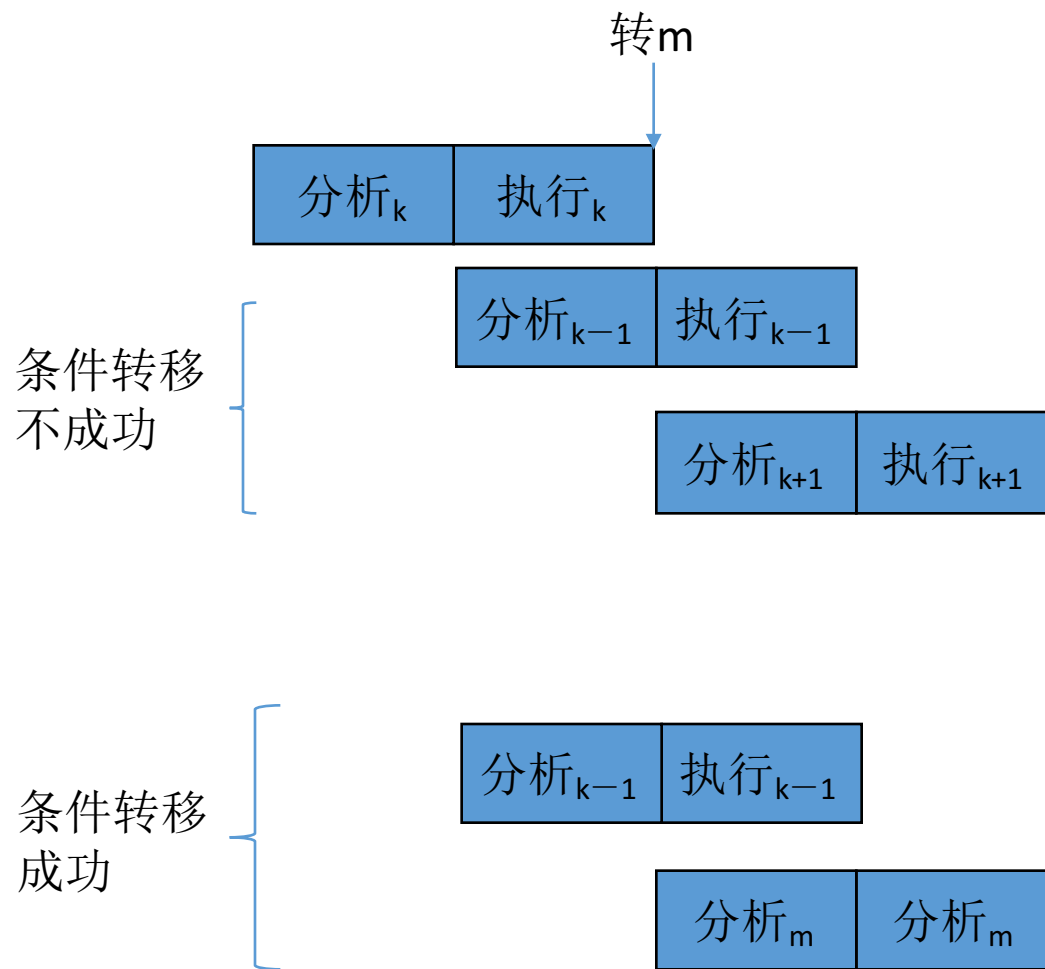 转m
分析k 执行k
分析k－1 执行k－1
条件转移
不成功
分析k+1 执行k+1
分析k－1 执行k－1
条件转移
成功
分析m 分析m